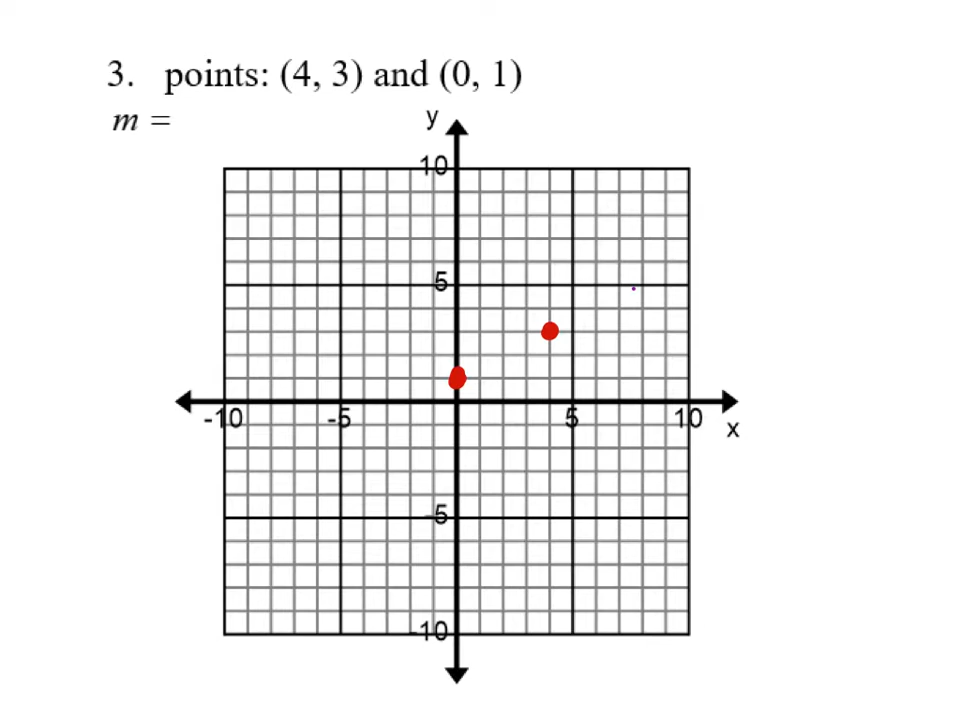 3. points: (4, 3) and (0, 1)
m =
y
10
5
-10 -5 5 10
x
-5
-10